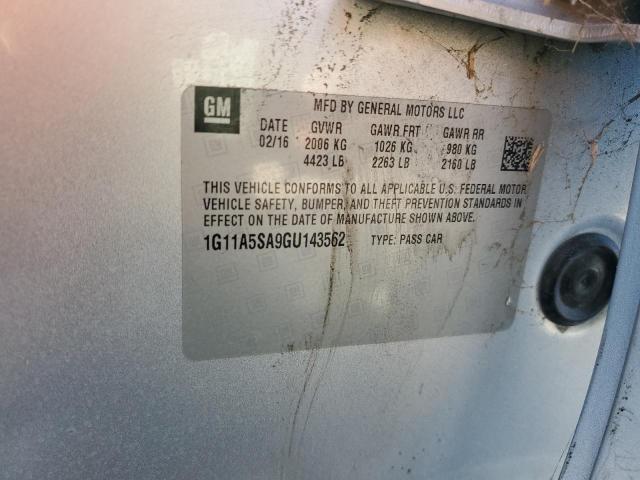 GM
MFD BY GENERAL MOTORS LLC
DATE GVWR GAWR FRT GAWR RR
02/16 2006 KG 1026 KG 980 KG
4423 LB 2263 LB 2160 LB
THIS VEHICLE CONFORMS TO ALL APPLICABLE U.S. FEDERAL MOTOR
VEHICLE SAFETY, BUMPER, AND THEFT PREVENTION STANDARDS IN
EFFECT ON THE DATE OF MANUFACTURE SHOWN ABOVE.
1G11A5SA9GU143562 TYPE: PASS CAR